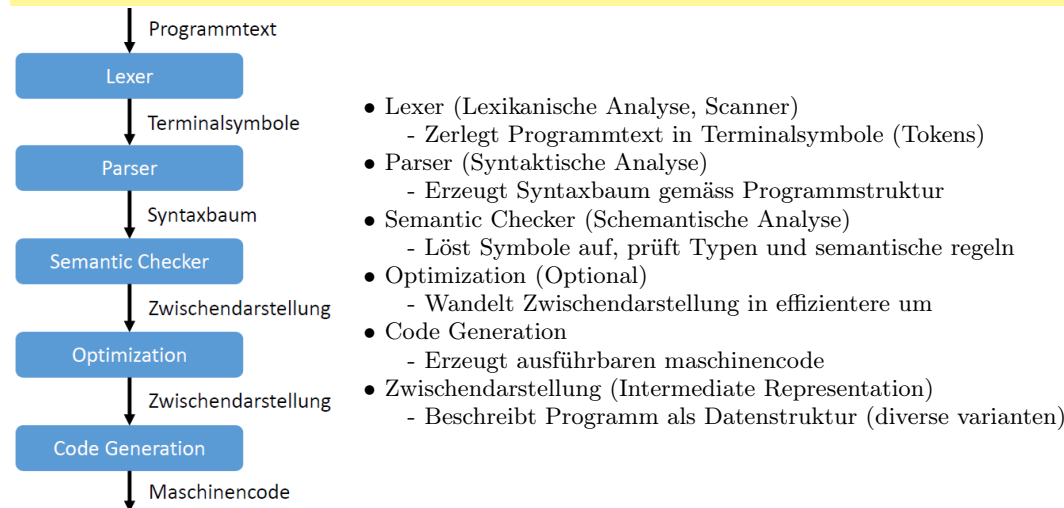 Programmtext
Lexer
Terminalsymbole
Parser
Syntaxbaum
Semantic Checker
Zwischendarstellung
Optimization
Zwischendarstellung
Code Generation
Maschinencode
• Lexer (Lexikanische Analyse, Scanner)
- Zerlegt Programmtext in Terminalsymbole (Tokens)
• Parser (Syntaktische Analyse)
- Erzeugt Syntaxbaum gemäss Programmstruktur
• Semantic Checker (Schemantische Analyse)
- Löst Symbole auf, prüft Typen und semantische regeln
• Optimization (Optional)
- Wandelt Zwischendarstellung in effizientere um
• Code Generation
- Erzeugt ausführbaren maschinencode
• Zwischendarstellung (Intermediate Representation)
- Beschreibt Programm als Datenstruktur (diverse varianten)